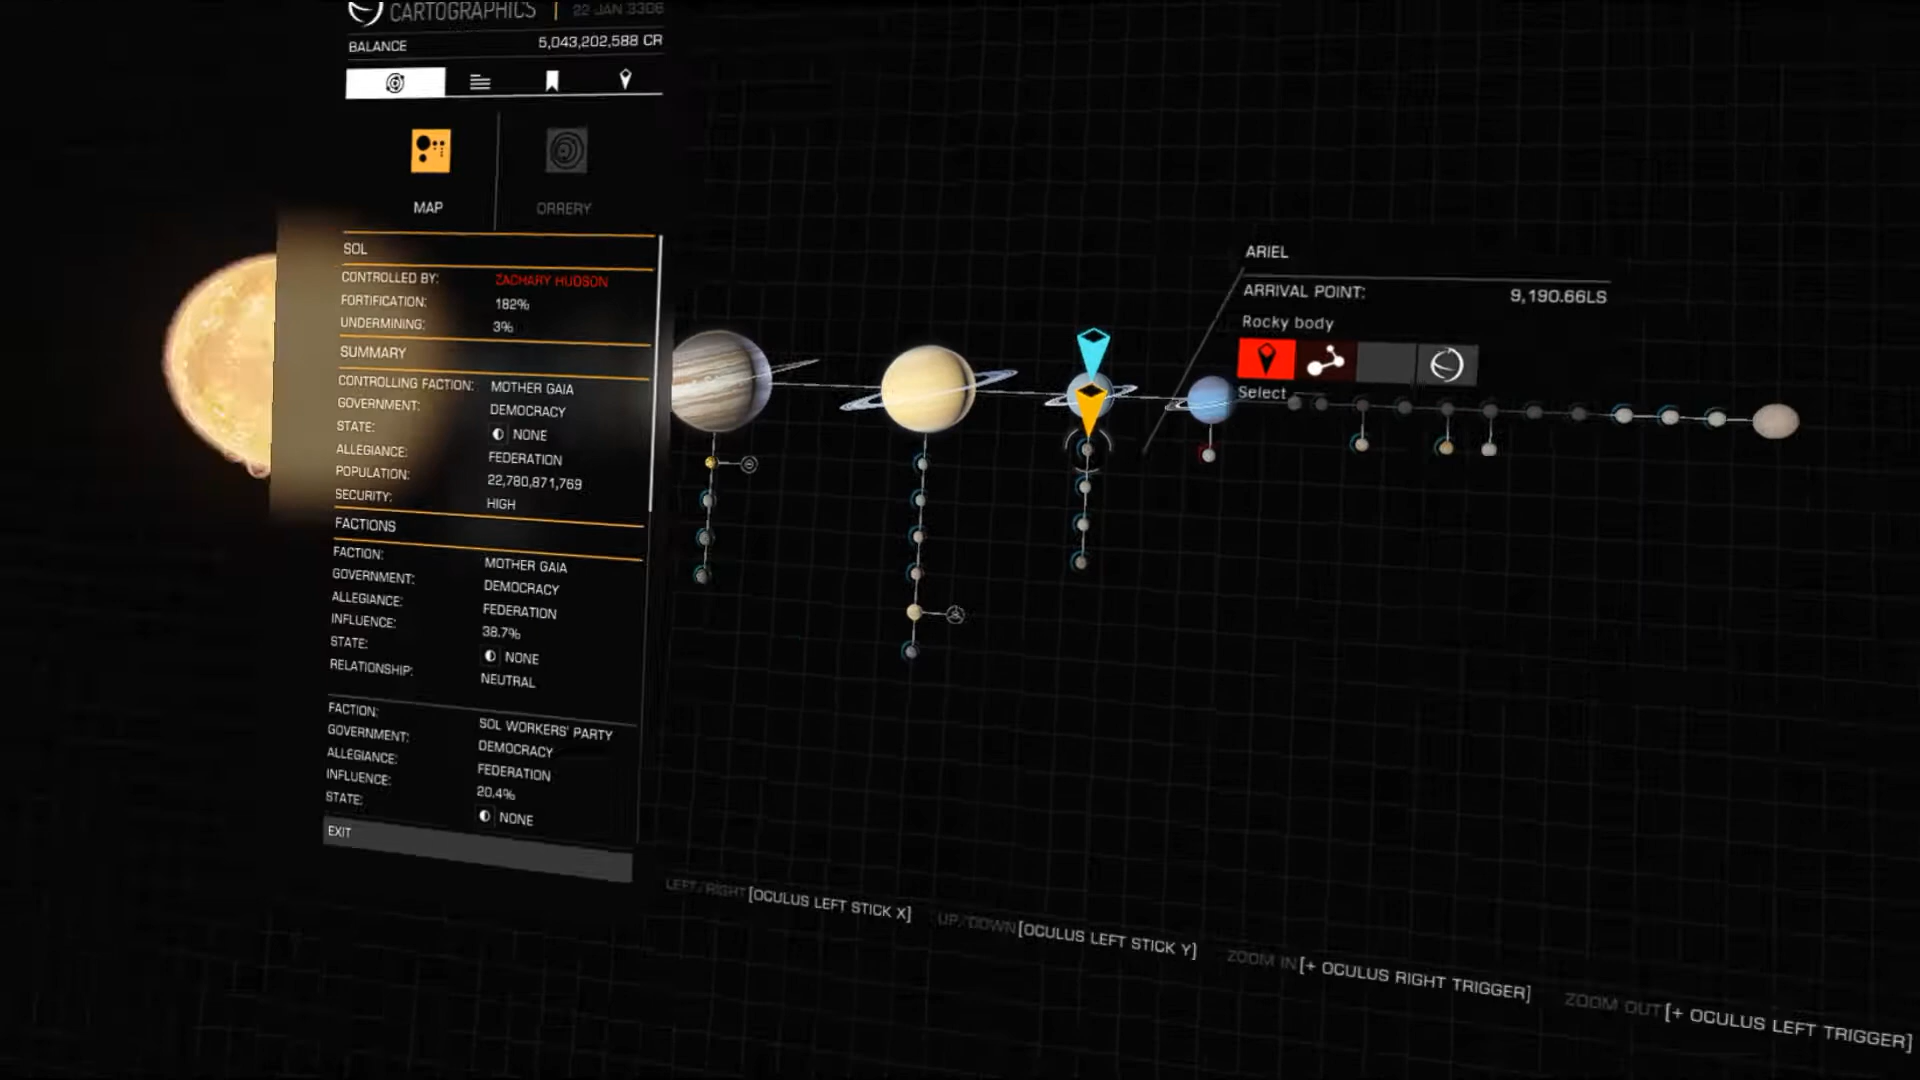 CARTOGRAPHICS | 22 JAN 3306
BALANCE 5,043,202,588 CR
MAP ORRERY
SOL
CONTROLLED BY: ZACHARY HUDSON
FORTIFICATION: 182%
UNDERMINING: 3%
SUMMARY
CONTROLLING FACTION: MOTHER GAIA
GOVERNMENT: DEMOCRACY
STATE: NONE
ALLEGIANCE: FEDERATION
POPULATION: 22,780,871,769
SECURITY: HIGH
FACTIONS
FACTION: MOTHER GAIA
GOVERNMENT: DEMOCRACY
ALLEGIANCE: FEDERATION
INFLUENCE: 38.7%
STATE: NONE
RELATIONSHIP: NEUTRAL
FACTION: SOL WORKERS' PARTY
GOVERNMENT: DEMOCRACY
ALLEGIANCE: FEDERATION
INFLUENCE: 20.4%
STATE: NONE
EXIT
ARIEL
ARRIVAL POINT: 9,190.66LS
Rocky body
Select
LEFT/RIGHT [OCULUS LEFT STICK X] UP/DOWN [OCULUS LEFT STICK Y] ZOOM IN [+ OCULUS RIGHT TRIGGER] ZOOM OUT [+ OCULUS LEFT TRIGGER]